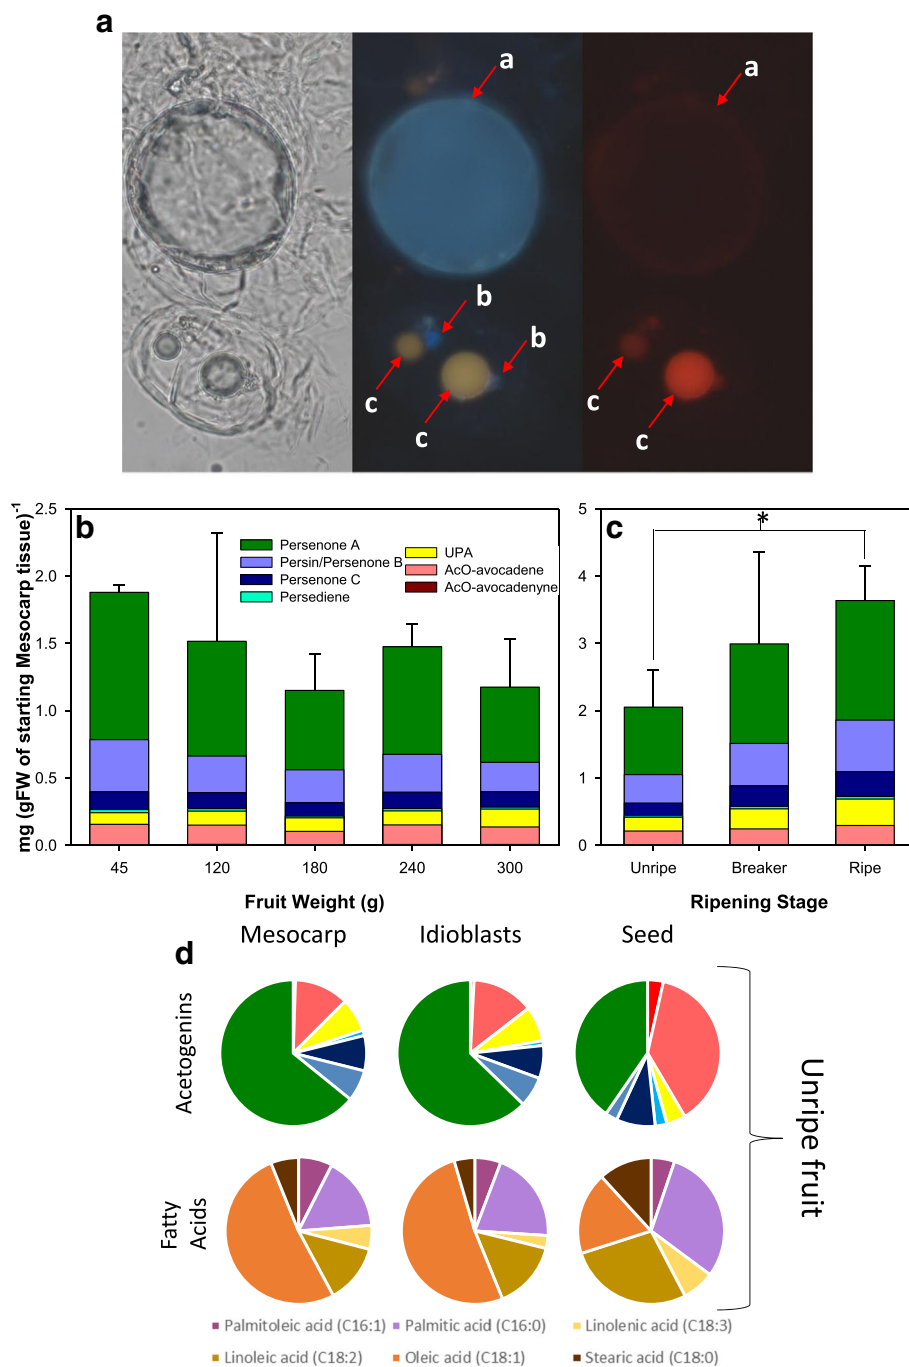 a
a
a
b
b
c
c
c
c
b
c
mg (gFW of starting Mesocarp tissue)-1
2.5
2.0
1.5
1.0
0.5
0.0
Persenone A
Persin/Persenone B
Persenone C
Persediene
UPA
AcO-avocadene
AcO-avocadenyne
5
4
3
2
1
0
*
45 120 180 240 300
Unripe Breaker Ripe
Fruit Weight (g)
Ripening Stage
d
Mesocarp Idioblasts Seed
Acetogenins
Fatty
Acids
Unripe fruit
Palmitoleic acid (C16:1) Palmitic acid (C16:0) Linolenic acid (C18:3)
Linoleic acid (C18:2) Oleic acid (C18:1) Stearic acid (C18:0)